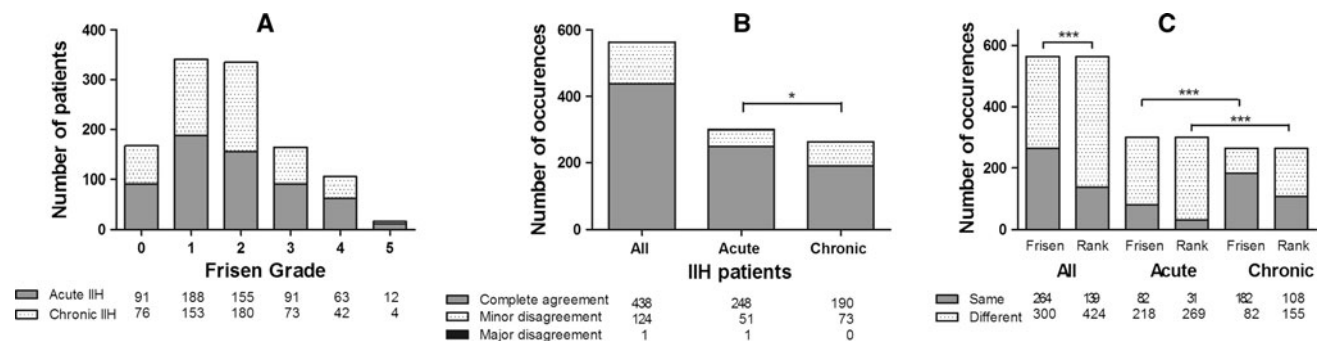 A
Number of patients
400
300
200
100
0
0 1 2 3 4 5
Frisen Grade
Acute IIH 91 188 155 91 63 12
Chronic IIH 76 153 180 73 42 4
B
Number of occurences
600
400
200
0
*
All Acute Chronic
IIH patients
Complete agreement 438 248 190
Minor disagreement 124 51 73
Major disagreement 1 1 0
C
Number of occurences
600
400
200
0
***
***
***
Frisen Rank Frisen Rank Frisen Rank
All Acute Chronic
Same 264 139 82 31 182 108
Different 300 424 218 269 82 155